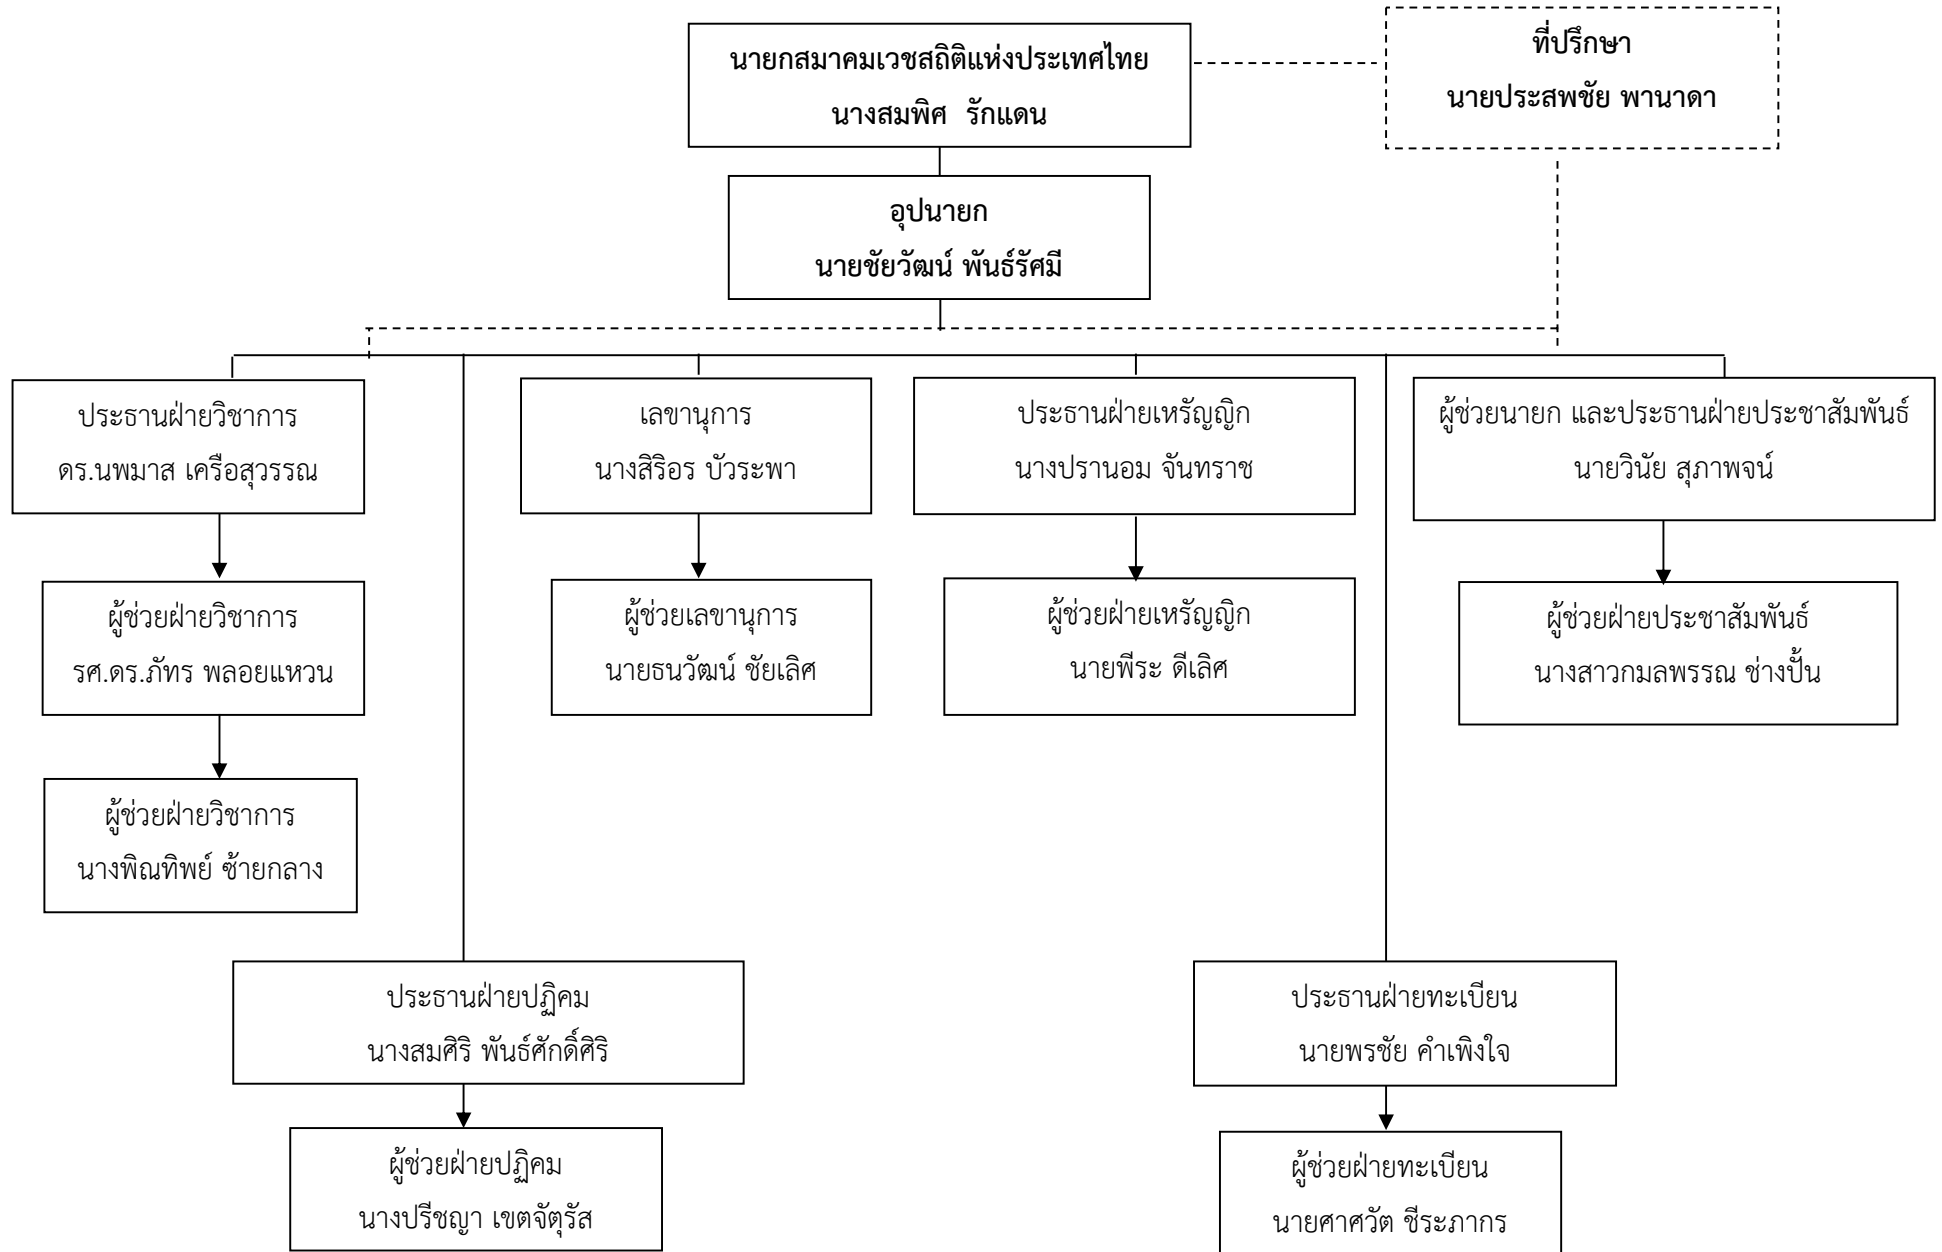 นายกสมาคมเวชสถิติแห่งประเทศไทย
นางสมพิศ  รักแดน
ที่ปรึกษา
นายประสพชัย พานาดา
อุปนายก
นายชัยวัฒน์ พันธ์รัศมี
ประธานฝ่ายวิชาการ
ดร.นพมาส เครือสุวรรณ
เลขานุการ
นางสิริอร บัวระพา
ประธานฝ่ายเหรัญญิก
นางปรานอม จันทราช
ผู้ช่วยนายก และประธานฝ่ายประชาสัมพันธ์
นายวินัย สุภาพจน์
ผู้ช่วยฝ่ายวิชาการ
รศ.ดร.ภัทร พลอยแหวน
ผู้ช่วยเลขานุการ
นายธนวัฒน์ ชัยเลิศ
ผู้ช่วยฝ่ายเหรัญญิก
นายพีระ ดีเลิศ
ผู้ช่วยฝ่ายประชาสัมพันธ์
นางสาวกมลพรรณ ช่างปั้น
ผู้ช่วยฝ่ายวิชาการ
นางพิณทิพย์ ซ้ายกลาง
ประธานฝ่ายปฏิคม
นางสมศิริ พันธ์ศักดิ์ศิริ
ประธานฝ่ายทะเบียน
นายพรชัย คำเพิงใจ
ผู้ช่วยฝ่ายปฏิคม
นางปรีชญา เขตจัตุรัส
ผู้ช่วยฝ่ายทะเบียน
นายศาศวัต ชีระภากร